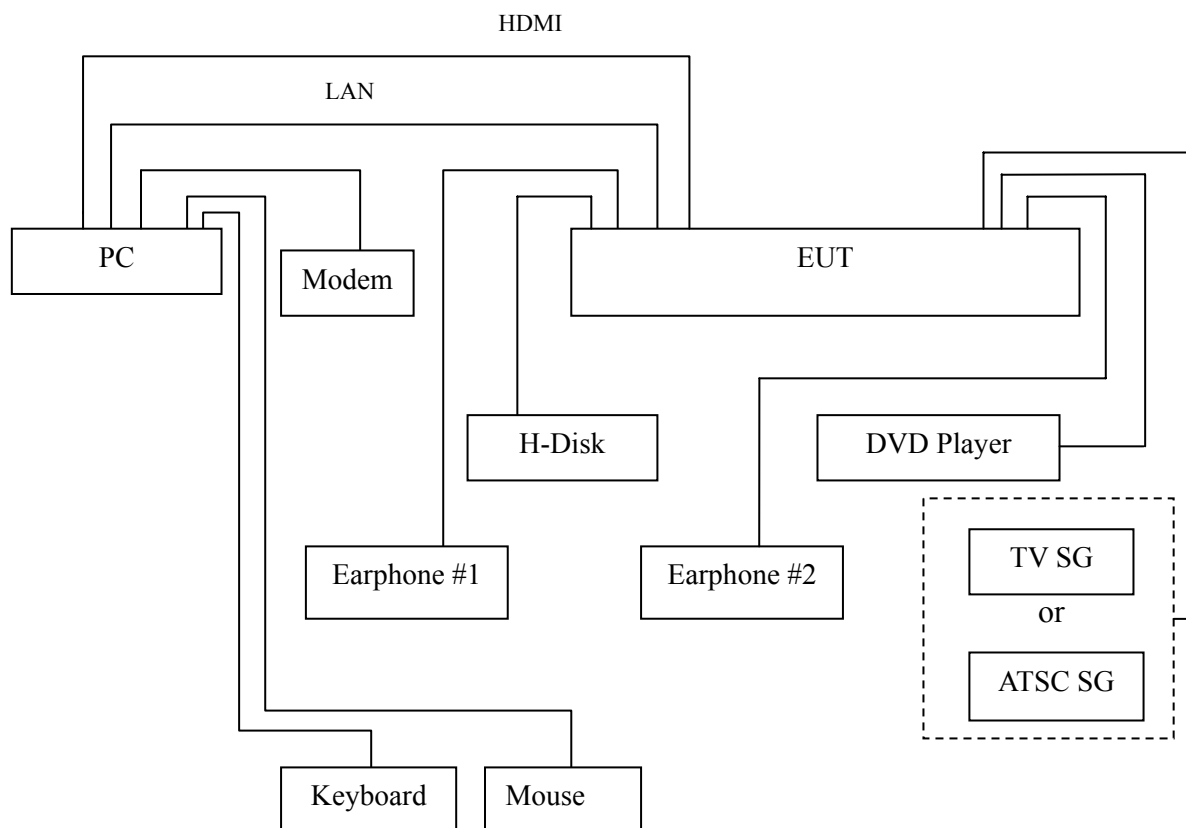 HDMI
LAN
PC
EUT
Modem
H-Disk
DVD Player
Earphone #1
Earphone #2
TV SG
or
ATSC SG
Keyboard
Mouse